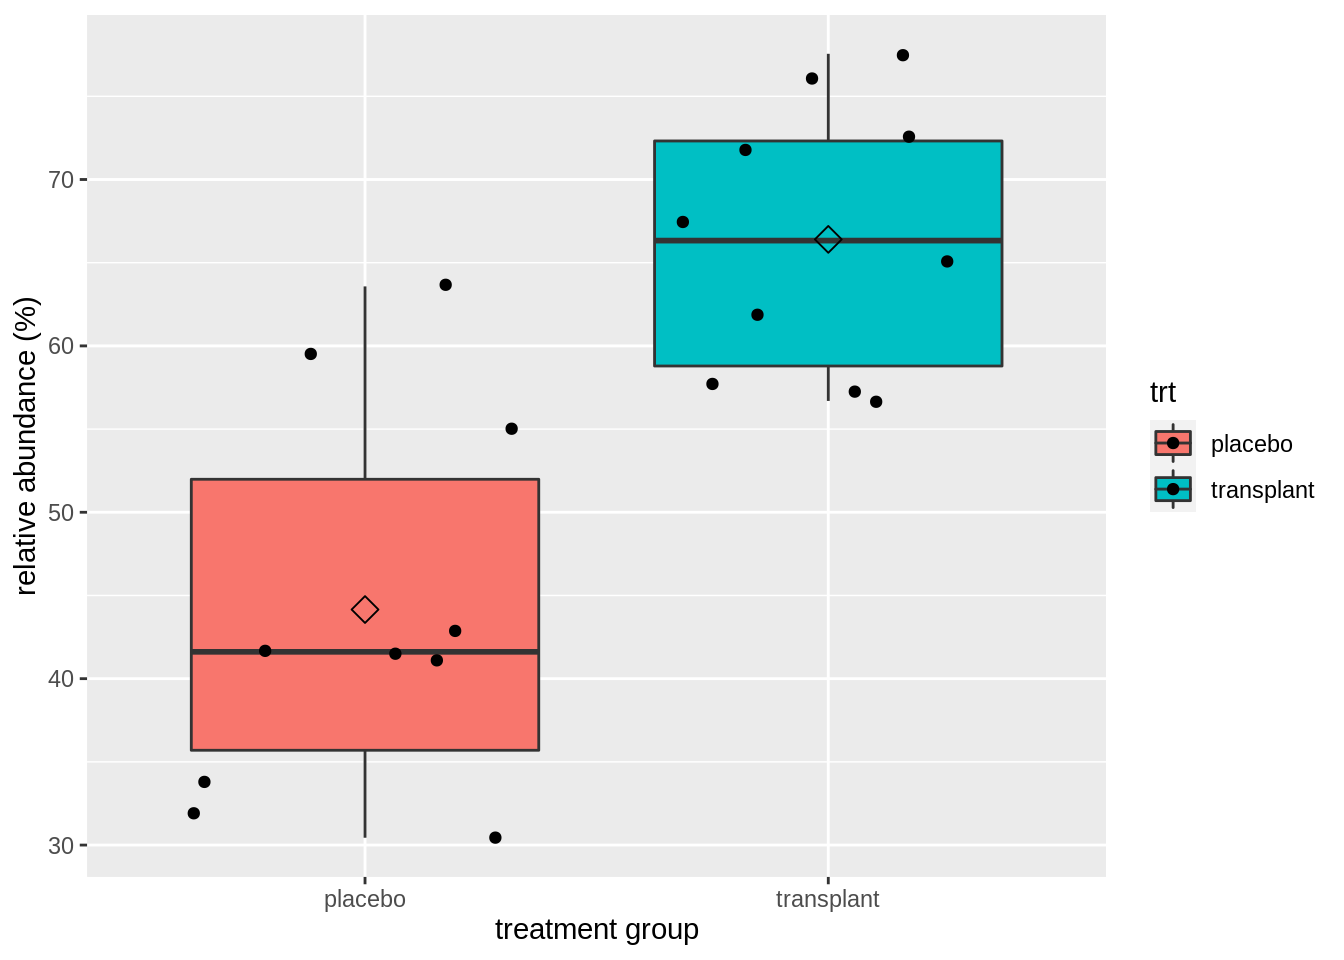 relative abundance (%)
70
60
50
40
30
placebo
transplant
treatment group
trt
placebo
transplant